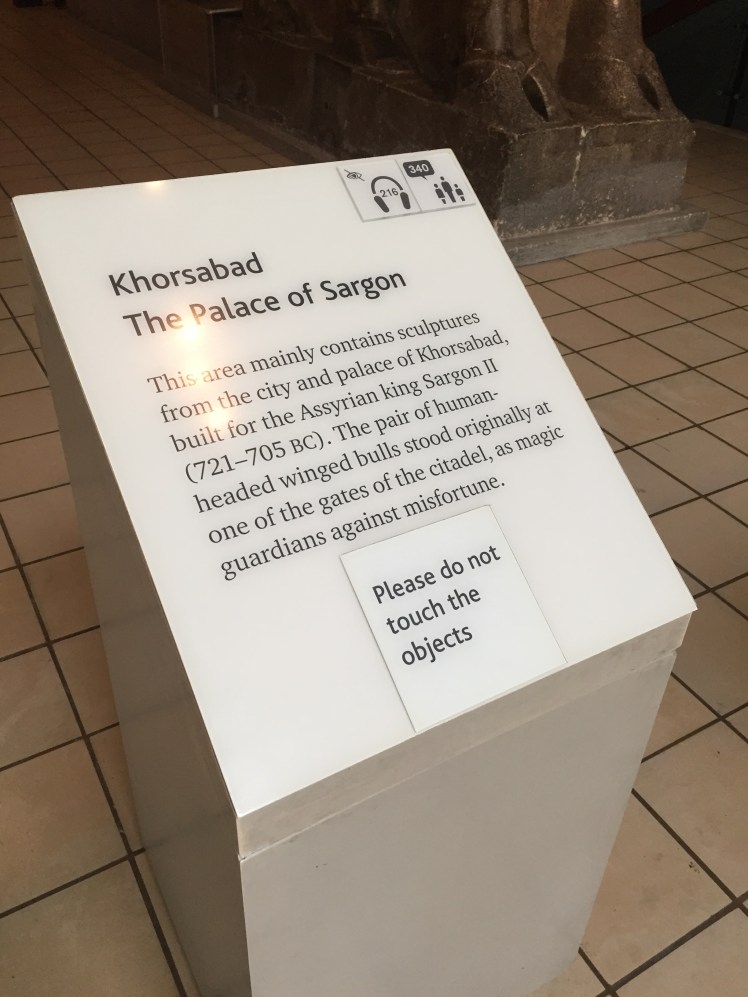 216
340
Khorsabad
The Palace of Sargon
This area mainly contains sculptures
from the city and palace of Khorsabad,
built for the Assyrian king Sargon II
(721–705 BC). The pair of human-
headed winged bulls stood originally at
one of the gates of the citadel, as magic
guardians against misfortune.
Please do not
touch the
objects